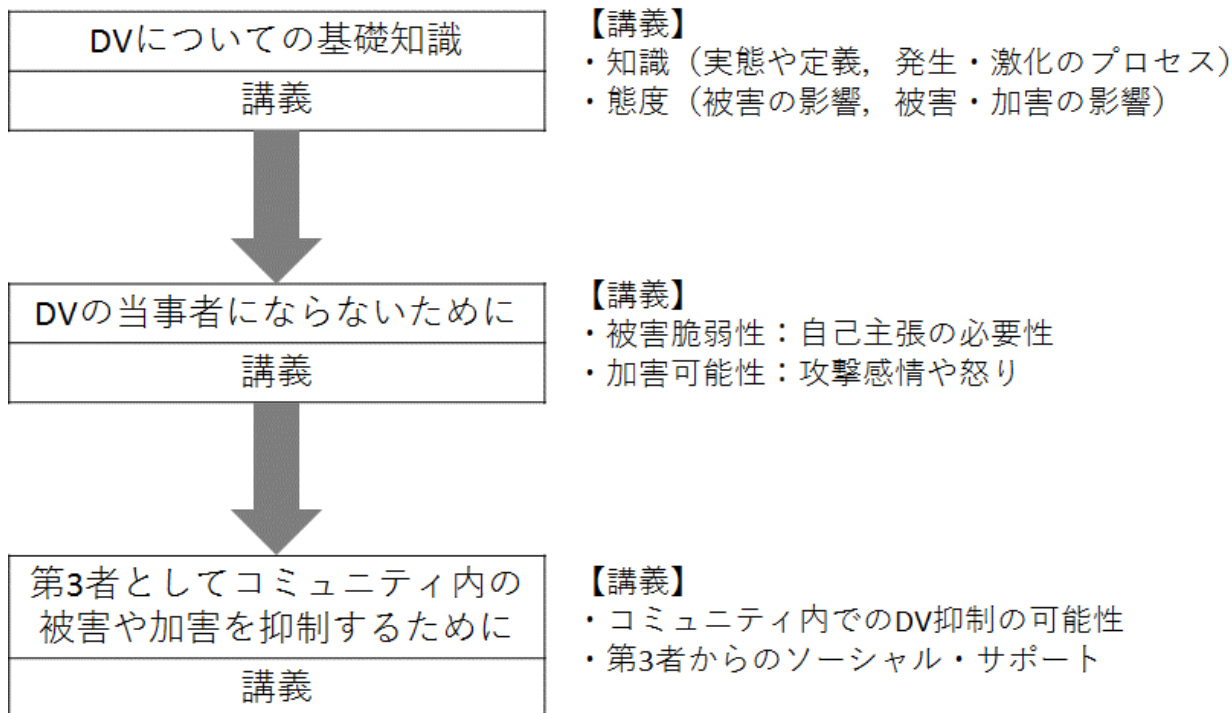 DVについての基礎知識
講義
【講義】
・知識（実態や定義，発生・激化のプロセス）
・態度（被害の影響，被害・加害の影響）
DVの当事者にならないために
講義
【講義】
・被害脆弱性：自己主張の必要性
・加害可能性：攻撃感情や怒り
第3者としてコミュニティ内の
被害や加害を抑制するために
講義
【講義】
・コミュニティ内でのDV抑制の可能性
・第3者からのソーシャル・サポート